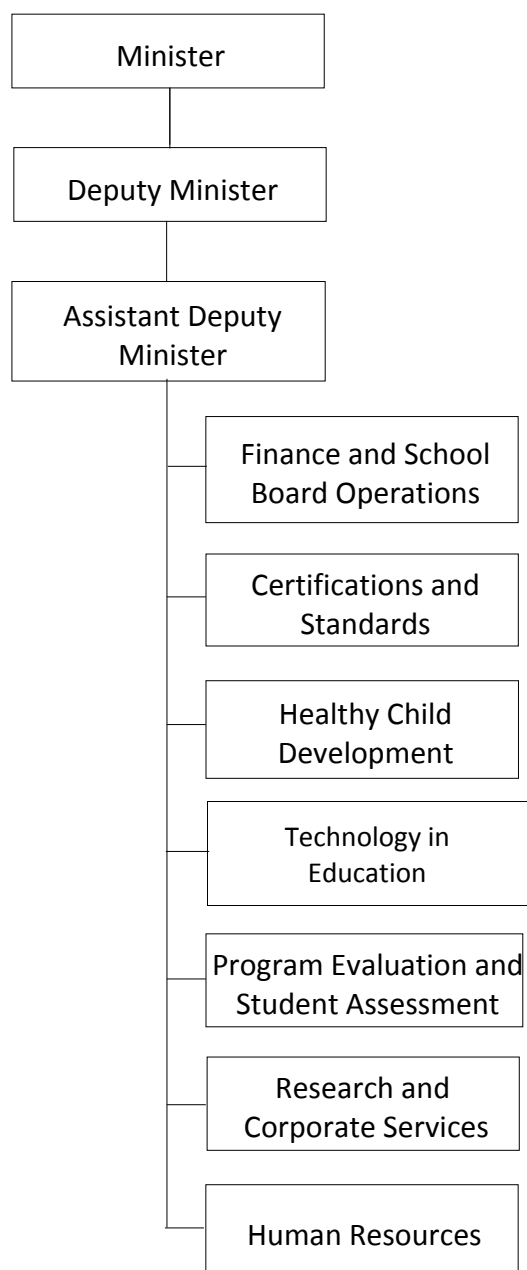 Minister
Deputy Minister
Assistant Deputy
Minister
Finance and School
Board Operations
Certifications and
Standards
Healthy Child
Development
Technology in
Education
Program Evaluation and
Student Assessment
Research and
Corporate Services
Human Resources